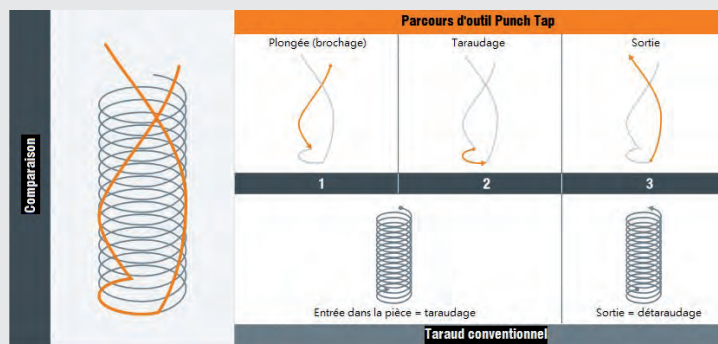 Parcours d'outil Punch Tap
Plongée (brochage)
Taraudage
Sortie
Comparaison
1
2
3
Entrée dans la pièce = taraudage
Sortie = détaraudage
Taraud conventionnel